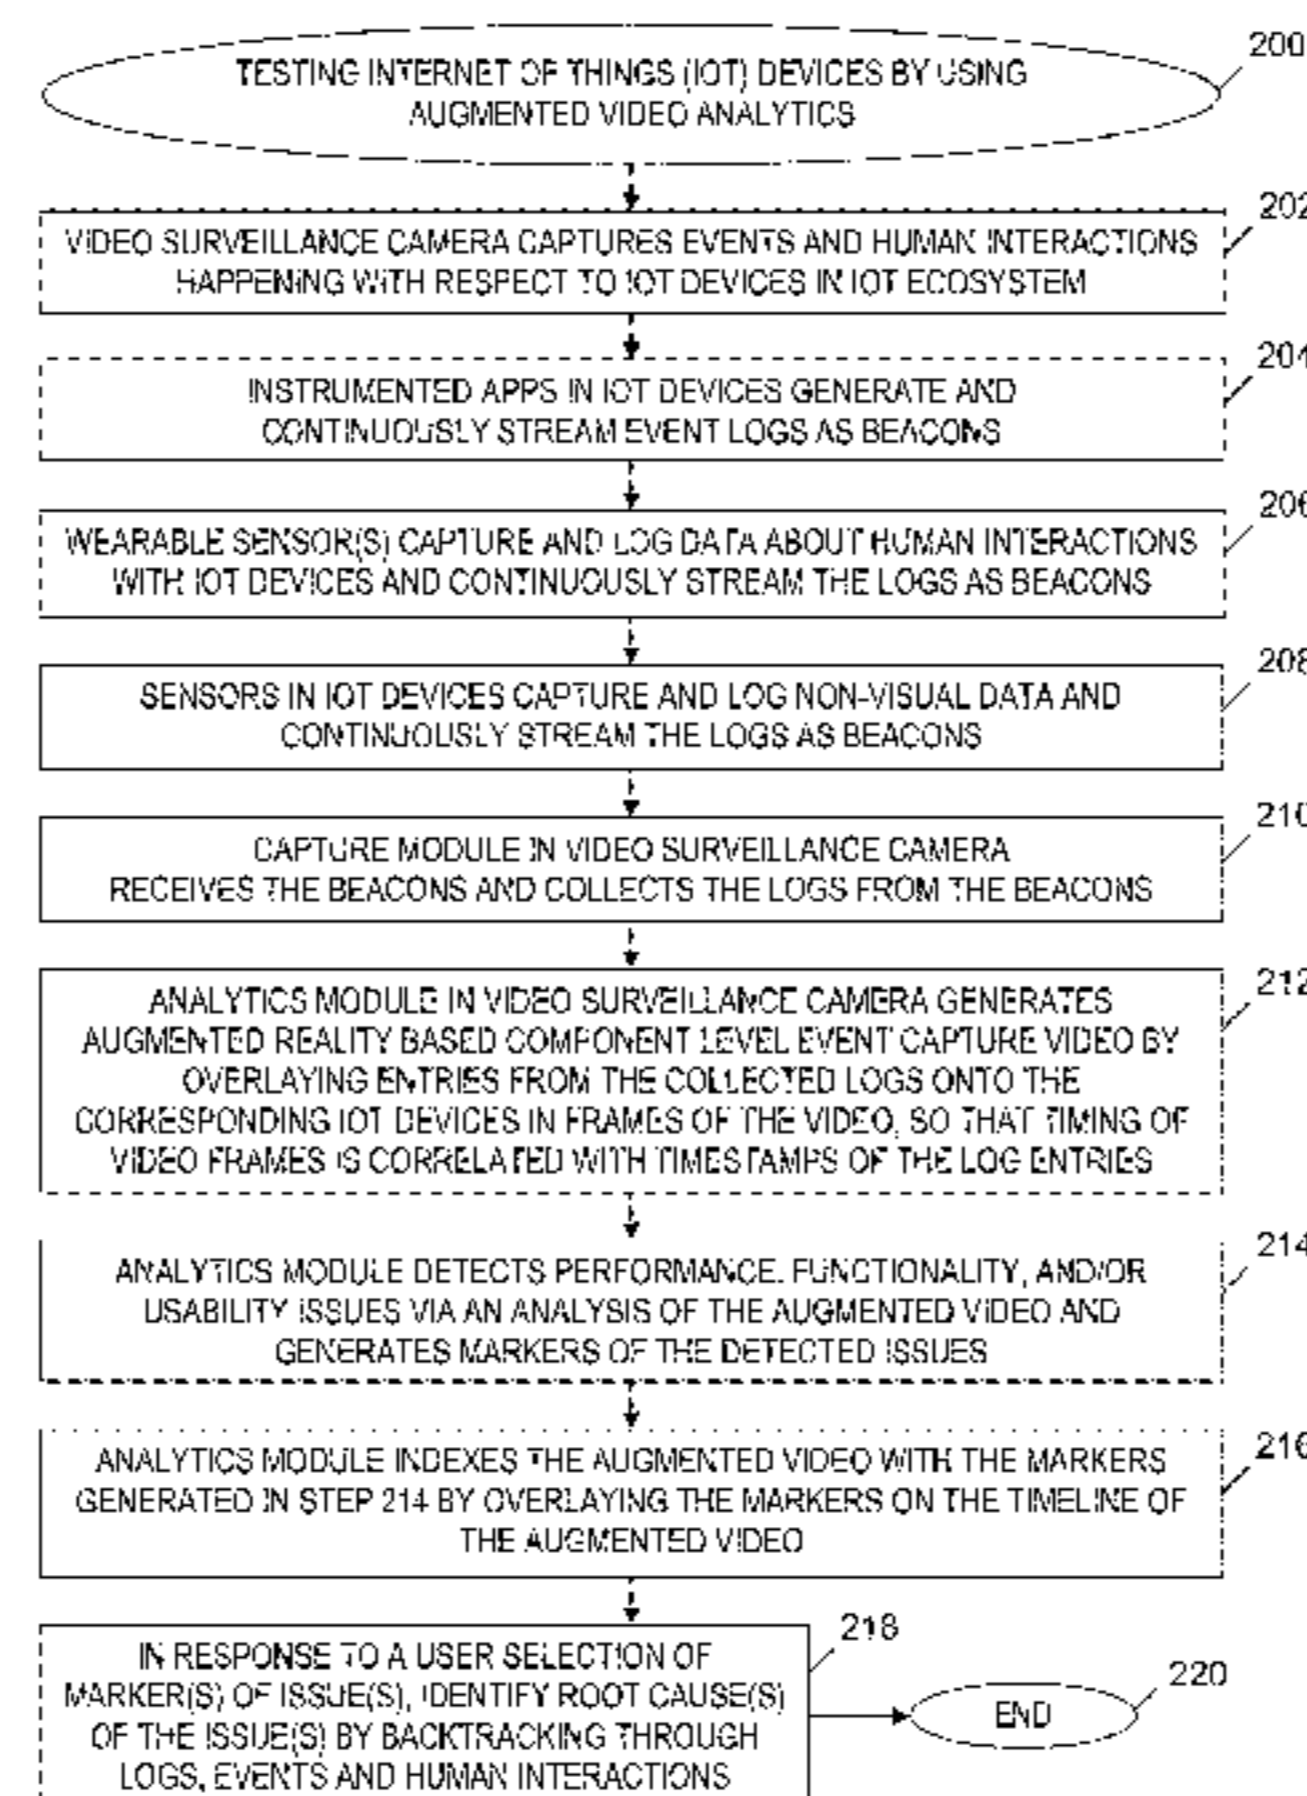 200
TESTING INTERNET OF THINGS (IOT) DEVICES BY USING
AUGMENTED VIDEO ANALYTICS
202
VIDEO SURVEILLANCE CAMERA CAPTURES EVENTS AND HUMAN INTERACTIONS
HAPPENING WITH RESPECT TO IOT DEVICES IN IOT ECOSYSTEM
204
INSTRUMENTED APPS IN IOT DEVICES GENERATE AND
CONTINUOUSLY STREAM EVENT LOGS AS BEACONS
206
WEARABLE SENSOR(S) CAPTURE AND LOG DATA ABOUT HUMAN INTERACTIONS
WITH IOT DEVICES AND CONTINUOUSLY STREAM THE LOGS AS BEACONS
208
SENSORS IN IOT DEVICES CAPTURE AND LOG NON-VISUAL DATA AND
CONTINUOUSLY STREAM THE LOGS AS BEACONS
210
CAPTURE MODULE IN VIDEO SURVEILLANCE CAMERA
RECEIVES THE BEACONS AND COLLECTS THE LOGS FROM THE BEACONS
212
ANALYTICS MODULE IN VIDEO SURVEILLANCE CAMERA GENERATES
AUGMENTED REALITY BASED COMPONENT LEVEL EVENT CAPTURE VIDEO BY
OVERLAYING ENTRIES FROM THE COLLECTED LOGS ONTO THE
CORRESPONDING IOT DEVICES IN FRAMES OF THE VIDEO, SO THAT TIMING OF
VIDEO FRAMES IS CORRELATED WITH TIMESTAMPS OF THE LOG ENTRIES
214
ANALYTICS MODULE DETECTS PERFORMANCE, FUNCTIONALITY, AND/OR
USABILITY ISSUES VIA AN ANALYSIS OF THE AUGMENTED VIDEO AND
GENERATES MARKERS OF THE DETECTED ISSUES
216
ANALYTICS MODULE INDEXES THE AUGMENTED VIDEO WITH THE MARKERS
GENERATED IN STEP 214 BY OVERLAYING THE MARKERS ON THE TIMELINE OF
THE AUGMENTED VIDEO
218
IN RESPONSE TO A USER SELECTION OF
MARKER(S) OF ISSUE(S), IDENTIFY ROOT CAUSE(S)
OF THE ISSUE(S) BY BACKTRACKING THROUGH
LOGS, EVENTS AND HUMAN INTERACTIONS
220
END